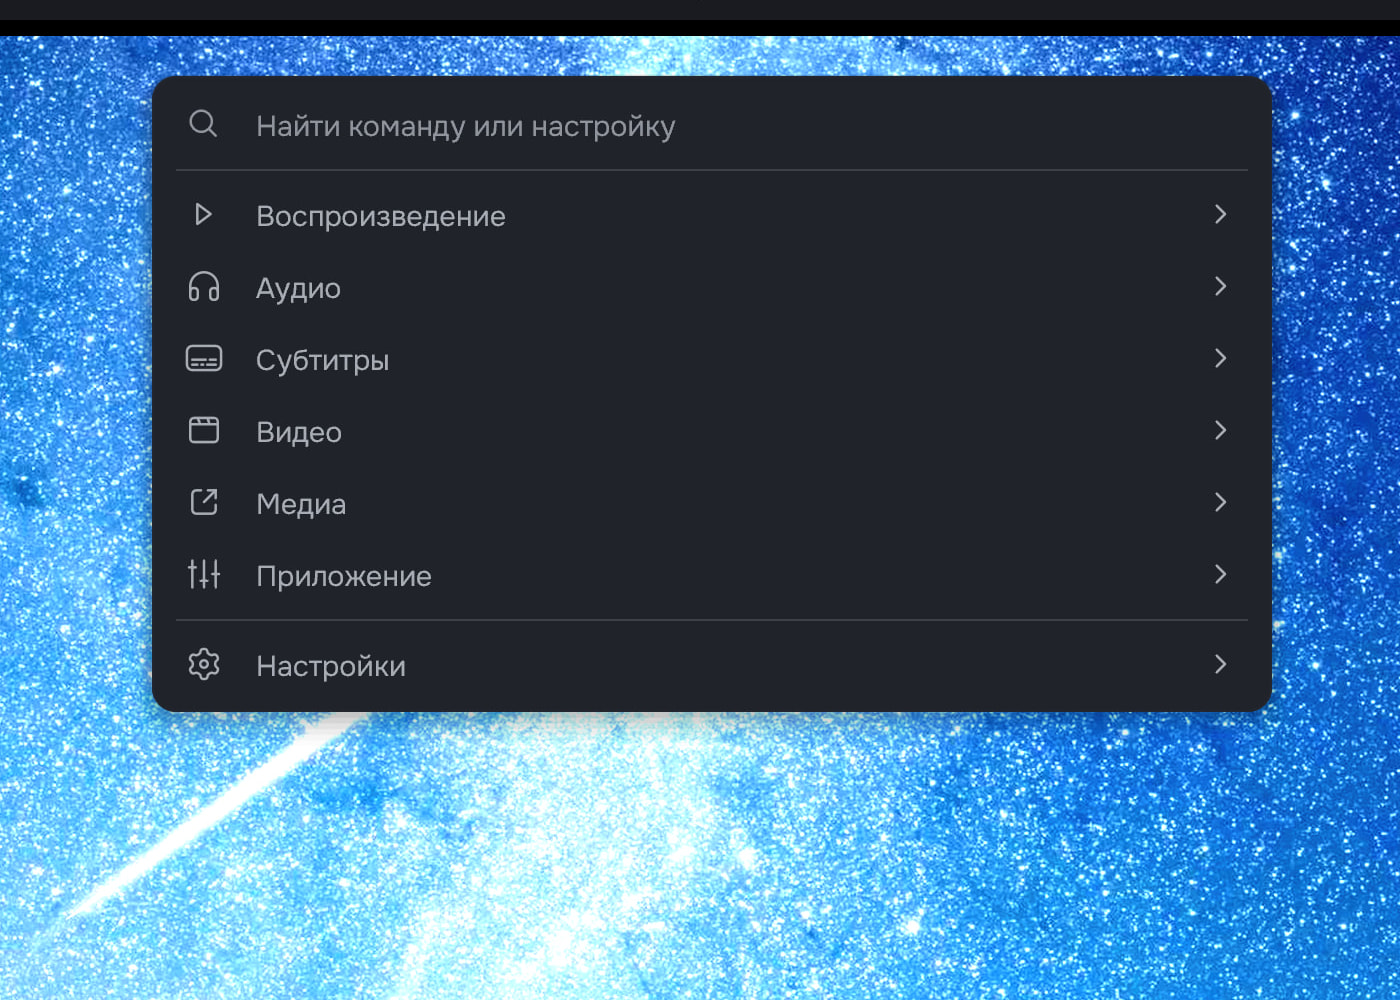 Найти команду или настройку
Воспроизведение
Аудио
Субтитры
Видео
Медиа
Приложение
Настройки